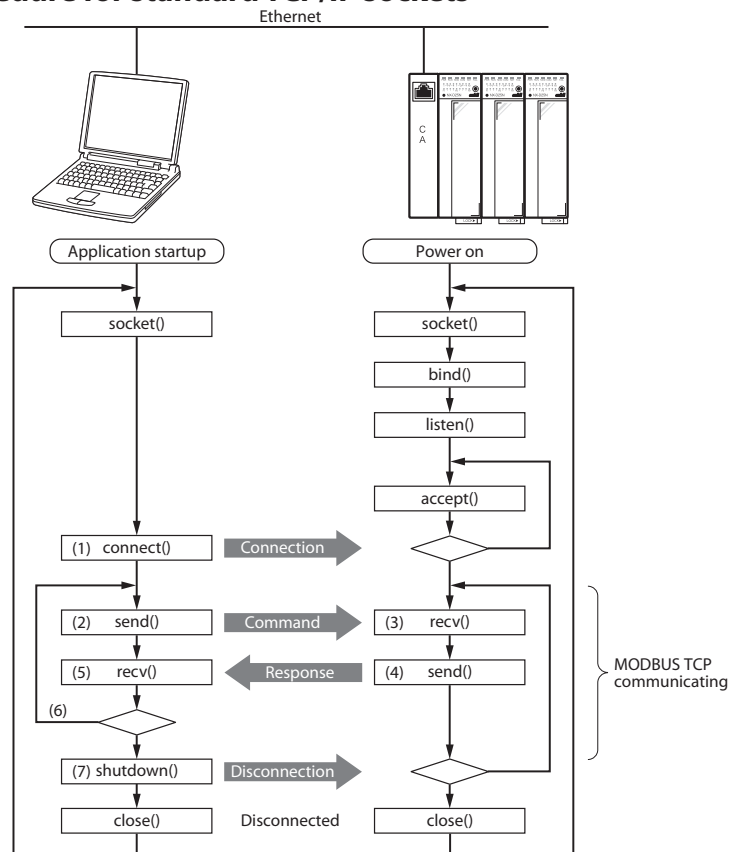 Ethernet
C
A
Application startup
Power on
socket()
socket()
bind()
listen()
accept()
(1) connect()
Connection
(2) send()
Command
(3) recv()
(5) recv()
Response
(4) send()
MODBUS TCP
communicating
(6)
(7) shutdown()
Disconnection
close()
Disconnected
close()